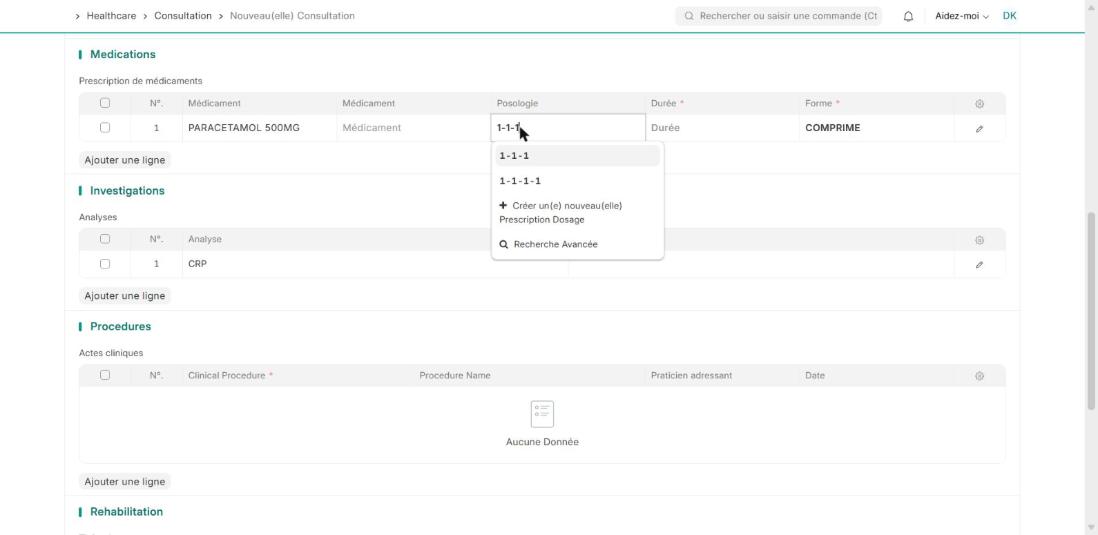 Healthcare > Consultation > Nouveau(elle) Consultation
Rechercher ou saisir une commande (Ct
Aidez-moi
DK
Medications
Prescription de médicaments
N°. Médicament Médicament Posologie Durée * Forme *
1 PARACETAMOL 500MG Médicament 1-1-1 Durée COMPRIME
Ajouter une ligne
1-1-1
1-1-1-1
+ Créer un(e) nouveau(elle)
Prescription Dosage
Recherche Avancée
Investigations
Analyses
N°. Analyse
1 CRP
Ajouter une ligne
Procedures
Actes cliniques
N°. Clinical Procedure * Procedure Name Praticien adressant Date
Aucune Donnée
Ajouter une ligne
Rehabilitation